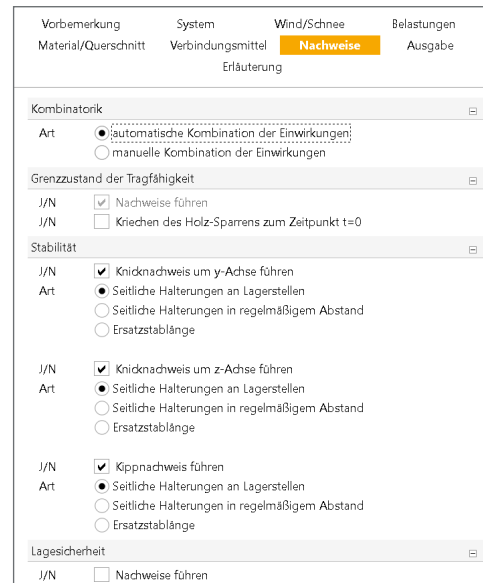 Vorbemerkung System Wind/Schnee Belastungen
Material/Querschnitt Verbindungsmittel Nachweise Ausgabe
Erläuterung
Kombinatorik
Art automatische Kombination der Einwirkungen
manuelle Kombination der Einwirkungen
Grenzzustand der Tragfähigkeit
J/N Nachweise führen
J/N Kriechen des Holz-Sparrens zum Zeitpunkt t=0
Stabilität
J/N Knicknachweis um y-Achse führen
Art Seitliche Halterungen an Lagerstellen
Seitliche Halterungen in regelmäßigem Abstand
Ersatzstablänge
J/N Knicknachweis um z-Achse führen
Art Seitliche Halterungen an Lagerstellen
Seitliche Halterungen in regelmäßigem Abstand
Ersatzstablänge
J/N Kippnachweis führen
Art Seitliche Halterungen an Lagerstellen
Seitliche Halterungen in regelmäßigem Abstand
Ersatzstablänge
Lagesicherheit
J/N Nachweise führen